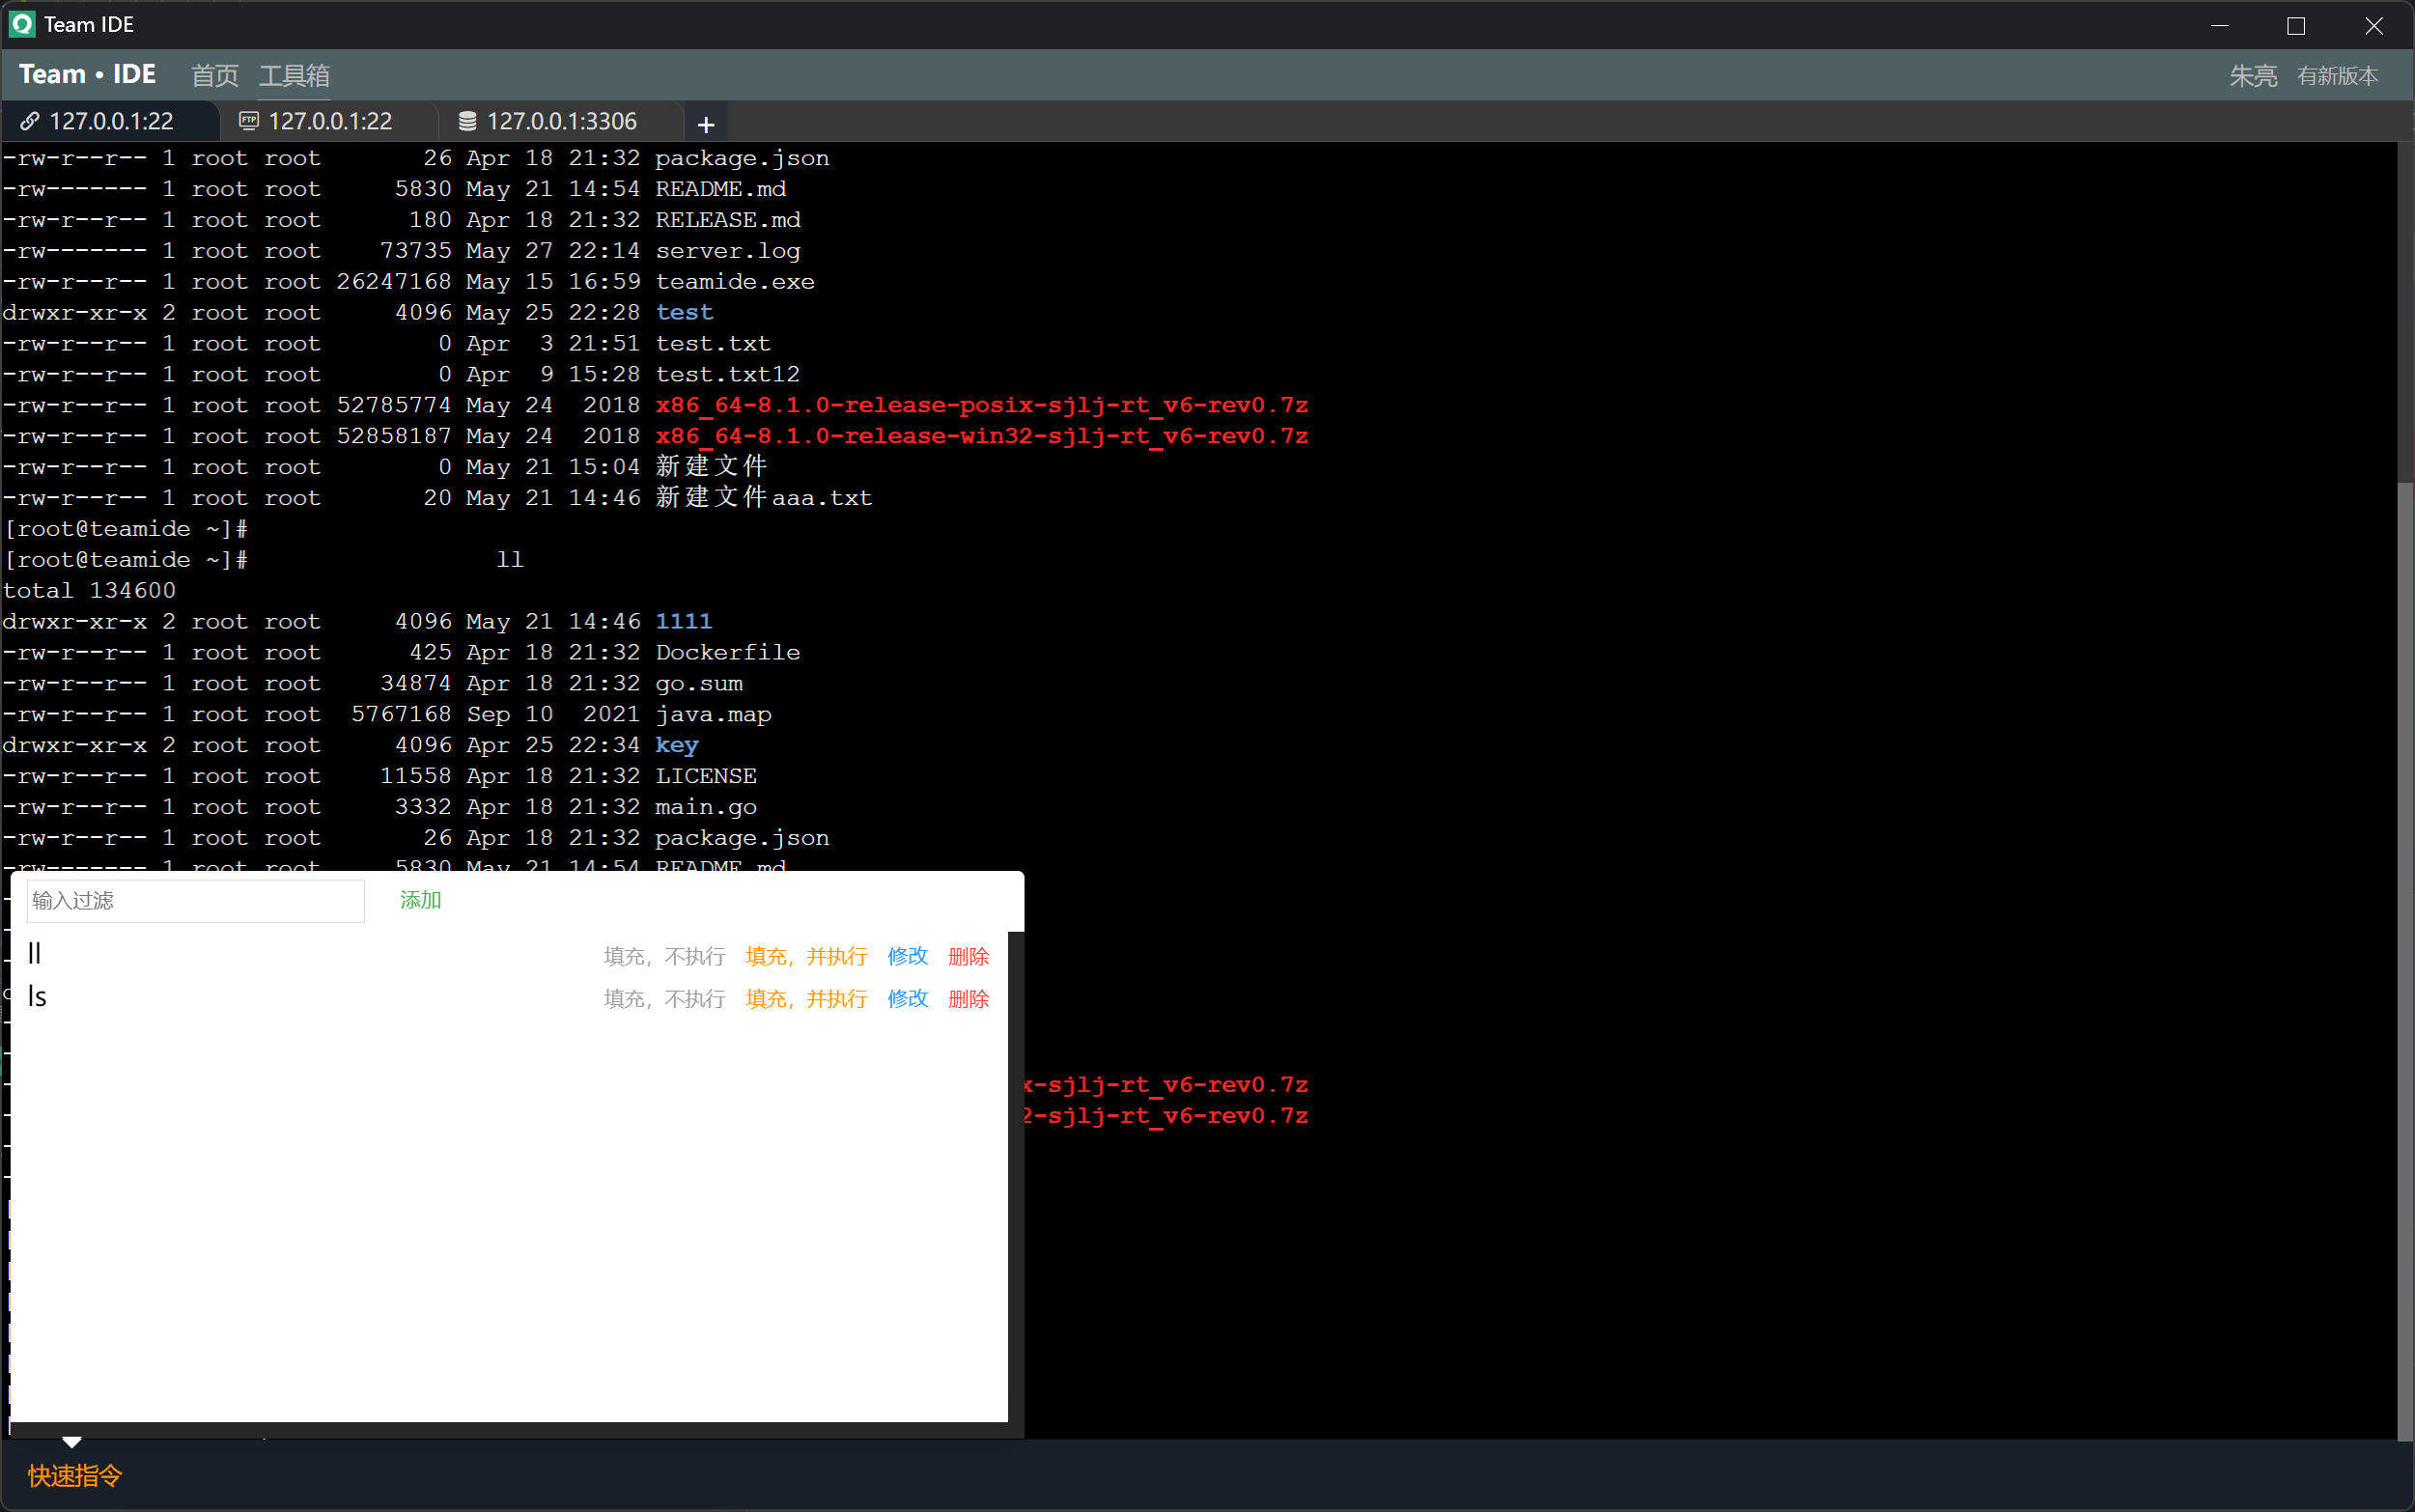 Team IDE
Team • IDE 首页 工具箱 朱亮 有新版本
127.0.0.1:22 FTP 127.0.0.1:22 127.0.0.1:3306 +
-rw-r--r-- 1 root root 26 Apr 18 21:32 package.json
-rw------- 1 root root 5830 May 21 14:54 README.md
-rw-r--r-- 1 root root 180 Apr 18 21:32 RELEASE.md
-rw------- 1 root root 73735 May 27 22:14 server.log
-rw-r--r-- 1 root root 26247168 May 15 16:59 teamide.exe
drwxr-xr-x 2 root root 4096 May 25 22:28 test
-rw-r--r-- 1 root root 0 Apr 3 21:51 test.txt
-rw-r--r-- 1 root root 0 Apr 9 15:28 test.txt12
-rw-r--r-- 1 root root 52785774 May 24 2018 x86_64-8.1.0-release-posix-sjlj-rt_v6-rev0.7z
-rw-r--r-- 1 root root 52858187 May 24 2018 x86_64-8.1.0-release-win32-sjlj-rt_v6-rev0.7z
-rw-r--r-- 1 root root 0 May 21 15:04 新建文件
-rw-r--r-- 1 root root 20 May 21 14:46 新建文件aaa.txt
[root@teamide ~]#
[root@teamide ~]# ll
total 134600
drwxr-xr-x 2 root root 4096 May 21 14:46 1111
-rw-r--r-- 1 root root 425 Apr 18 21:32 Dockerfile
-rw-r--r-- 1 root root 34874 Apr 18 21:32 go.sum
-rw-r--r-- 1 root root 5767168 Sep 10 2021 java.map
drwxr-xr-x 2 root root 4096 Apr 25 22:34 key
-rw-r--r-- 1 root root 11558 Apr 18 21:32 LICENSE
-rw-r--r-- 1 root root 3332 Apr 18 21:32 main.go
-rw-r--r-- 1 root root 26 Apr 18 21:32 package.json
-rw------- 1 root root 5830 May 21 14:54 README.md
输入过滤 添加
ll 填充，不执行 填充，并执行 修改 删除
ls 填充，不执行 填充，并执行 修改 删除
x-sjlj-rt_v6-rev0.7z
2-sjlj-rt_v6-rev0.7z
快速指令